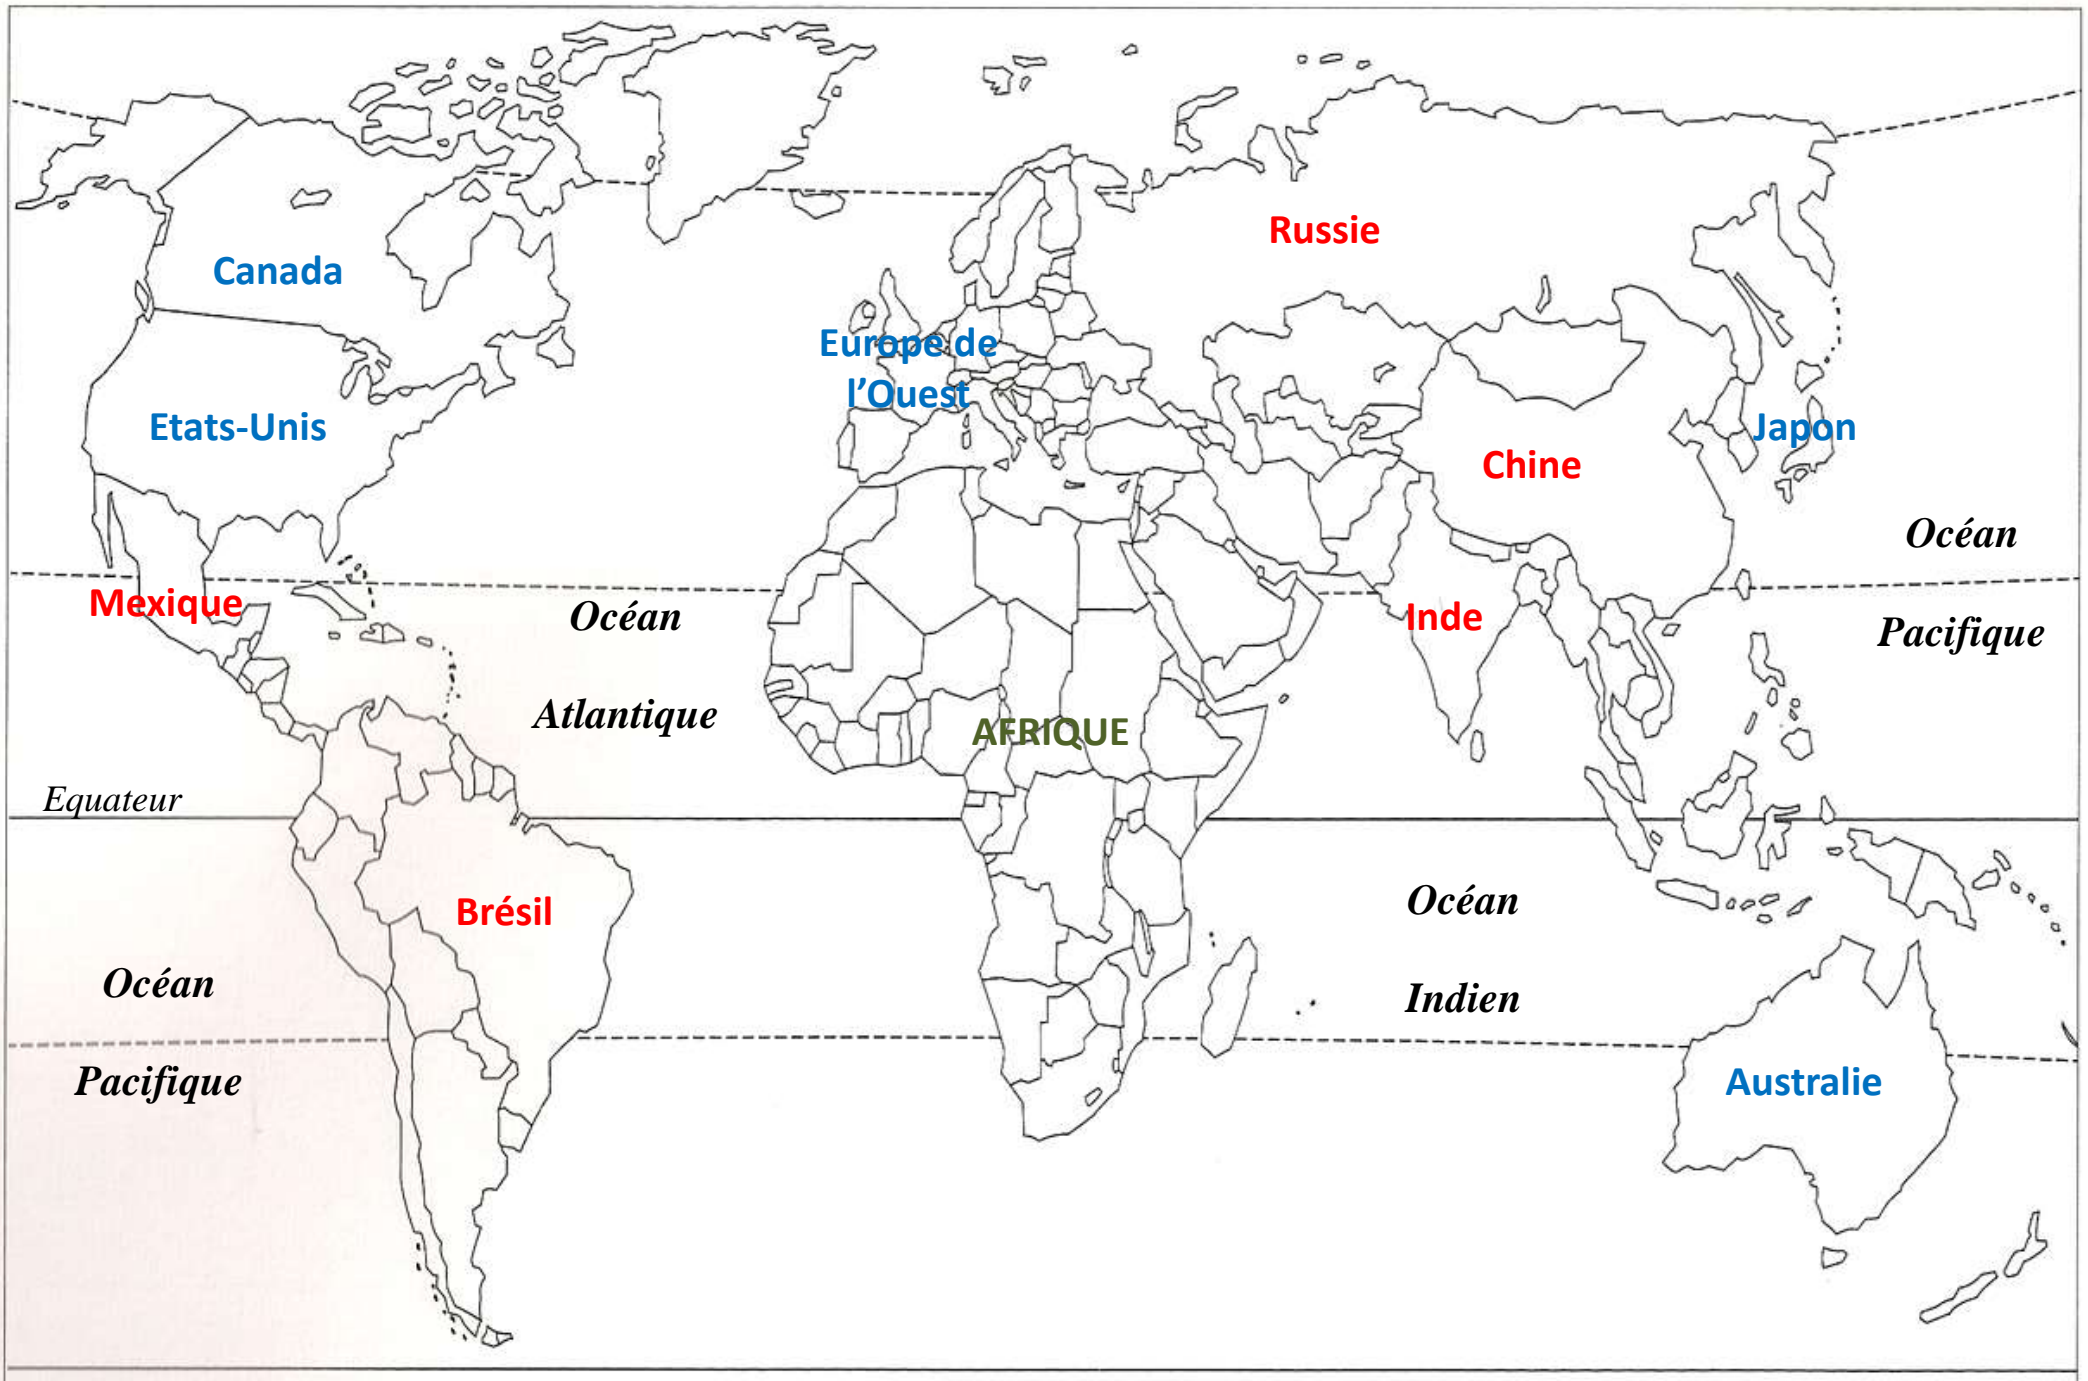 Russie
Canada
Europe de
l’Ouest
Etats-Unis
Japon
Chine
Océan
Pacifique
Mexique
Océan
Atlantique
Inde
AFRIQUE
Equateur
Brésil
Océan
Indien
Océan
Pacifique
Australie